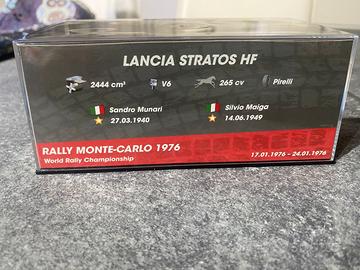 LANCIA STRATOS HF
2444 cm³ V6 265 cv Pirelli
Sandro Munari Silvio Maiga
27.03.1940 14.06.1949
RALLY MONTE-CARLO 1976
World Rally Championship 17.01.1976 - 24.01.1976